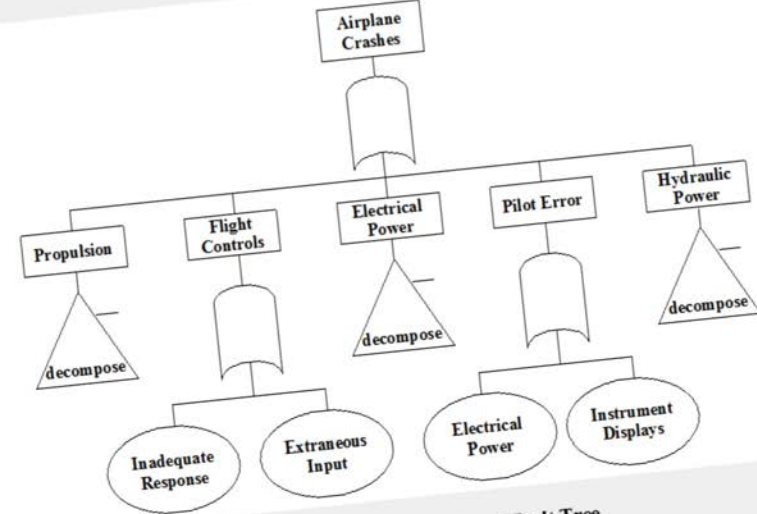 Airplane
Crashes
Propulsion
Flight
Controls
Electrical
Power
Pilot Error
Hydraulic
Power
decompose
decompose
decompose
Inadequate
Response
Extraneous
Input
Electrical
Power
Instrument
Displays
Tree